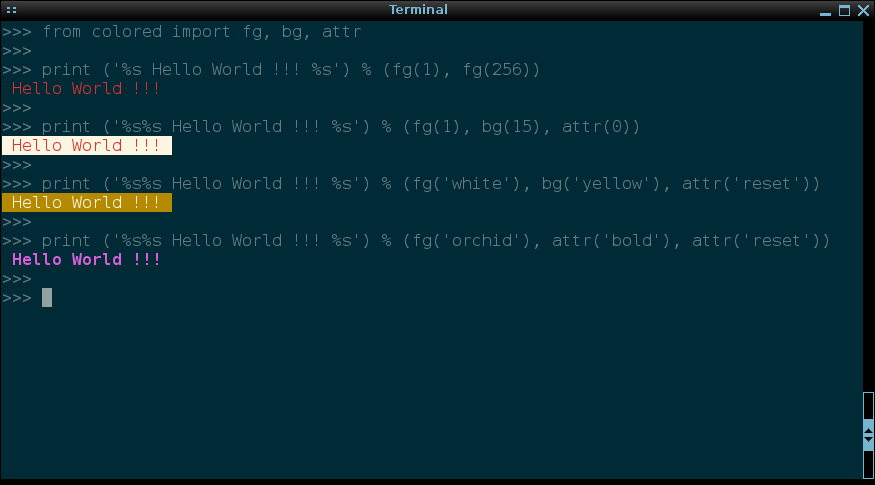 Terminal
>>> from colored import fg, bg, attr
>>>
>>> print ('%s Hello World !!! %s') % (fg(1), fg(256))
 Hello World !!!
>>>
>>> print ('%s%s Hello World !!! %s') % (fg(1), bg(15), attr(0))
 Hello World !!!
>>>
>>> print ('%s%s Hello World !!! %s') % (fg('white'), bg('yellow'), attr('reset'))
 Hello World !!!
>>>
>>> print ('%s%s Hello World !!! %s') % (fg('orchid'), attr('bold'), attr('reset'))
 Hello World !!!
>>>
>>>